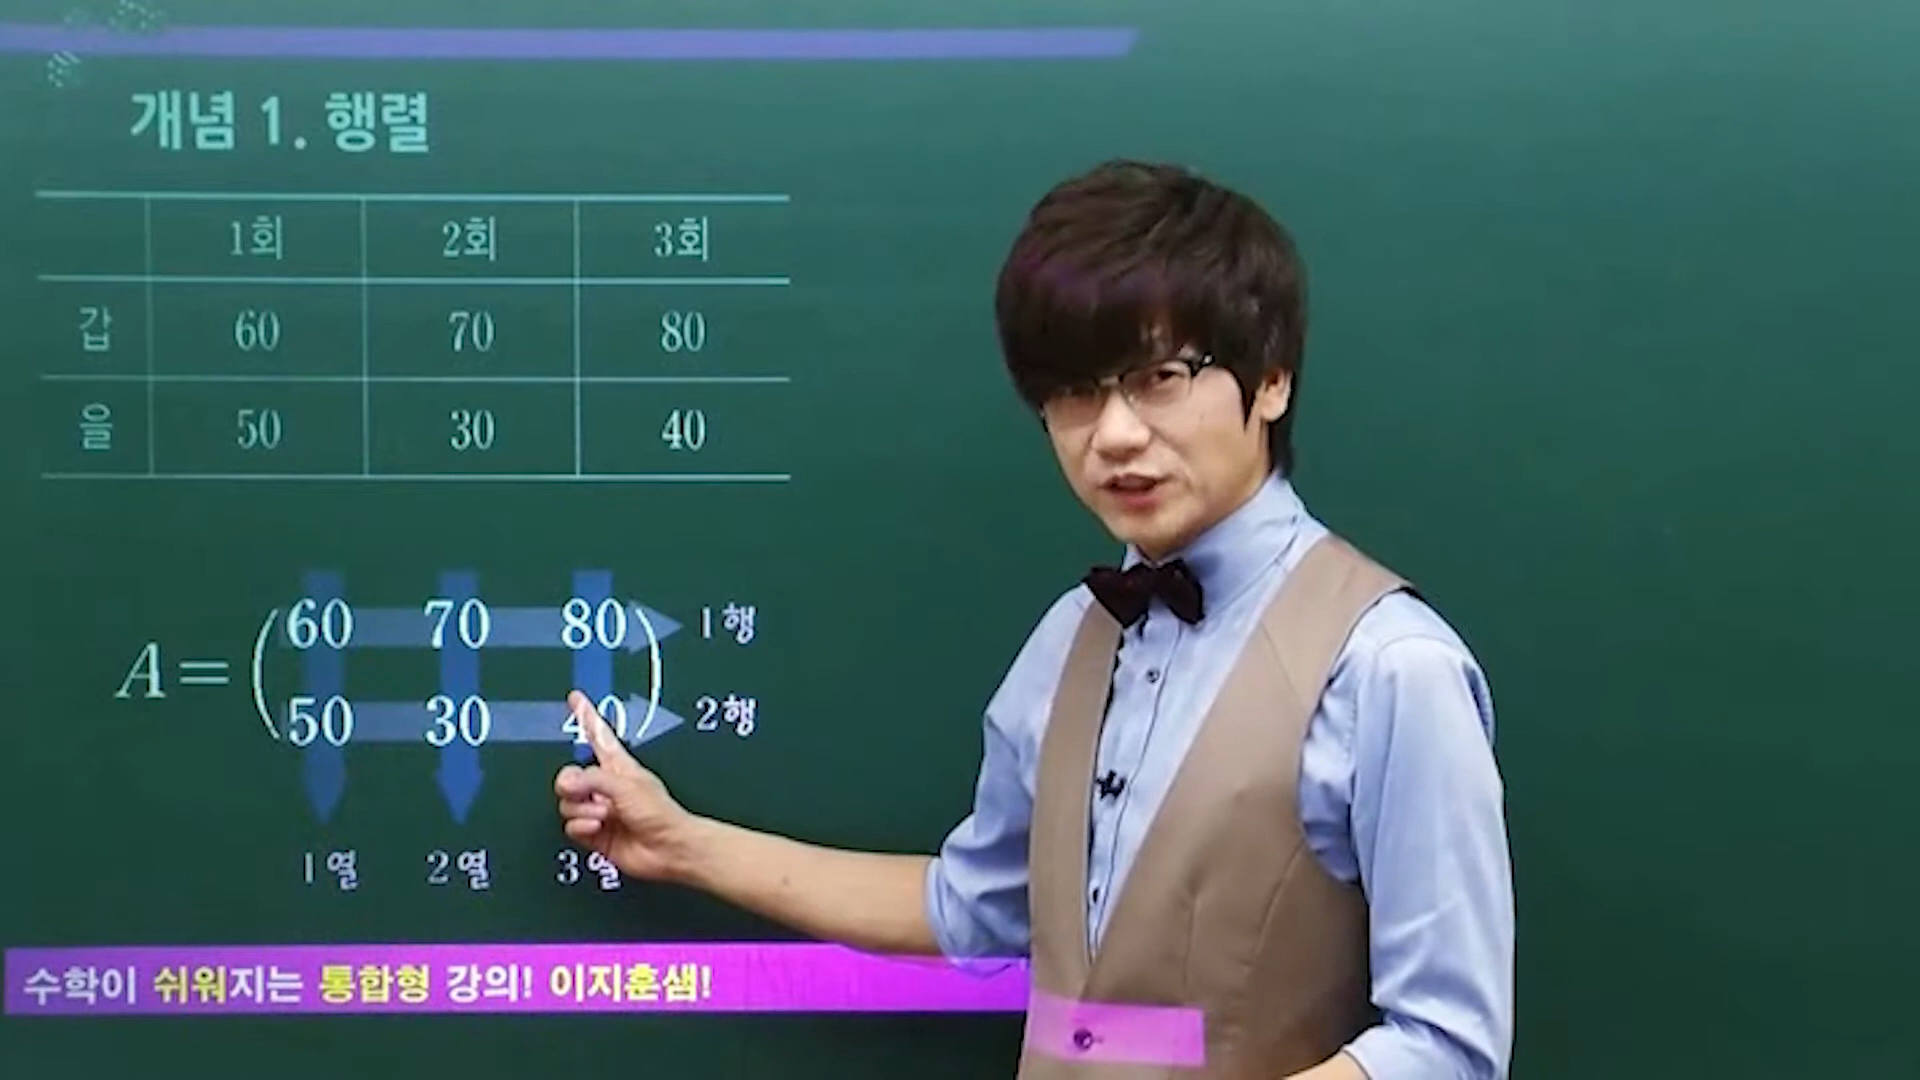 개념 1. 행렬
1회 2회 3회
갑 60 70 80
을 50 30 40
A=(60 70 80) 1행
(50 30 40) 2행
1열 2열 3열
수학이 쉬워지는 통합형 강의! 이지훈샘!